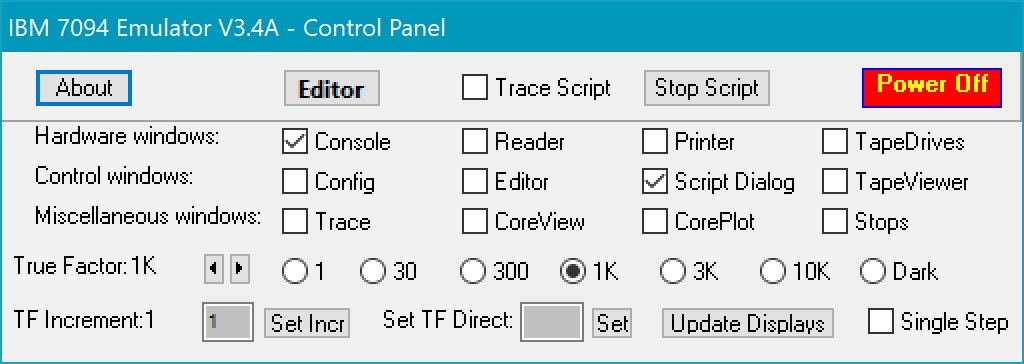 IBM 7094 Emulator V3.4A - Control Panel
About Editor Trace Script Stop Script Power Off
Hardware windows: Console Reader Printer TapeDrives
Control windows: Config Editor Script Dialog TapeViewer
Miscellaneous windows: Trace CoreView CorePlot Stops
True Factor:1K 1 30 300 1K 3K 10K Dark
TF Increment:1 1 Set Incr Set TF Direct: Set Update Displays Single Step